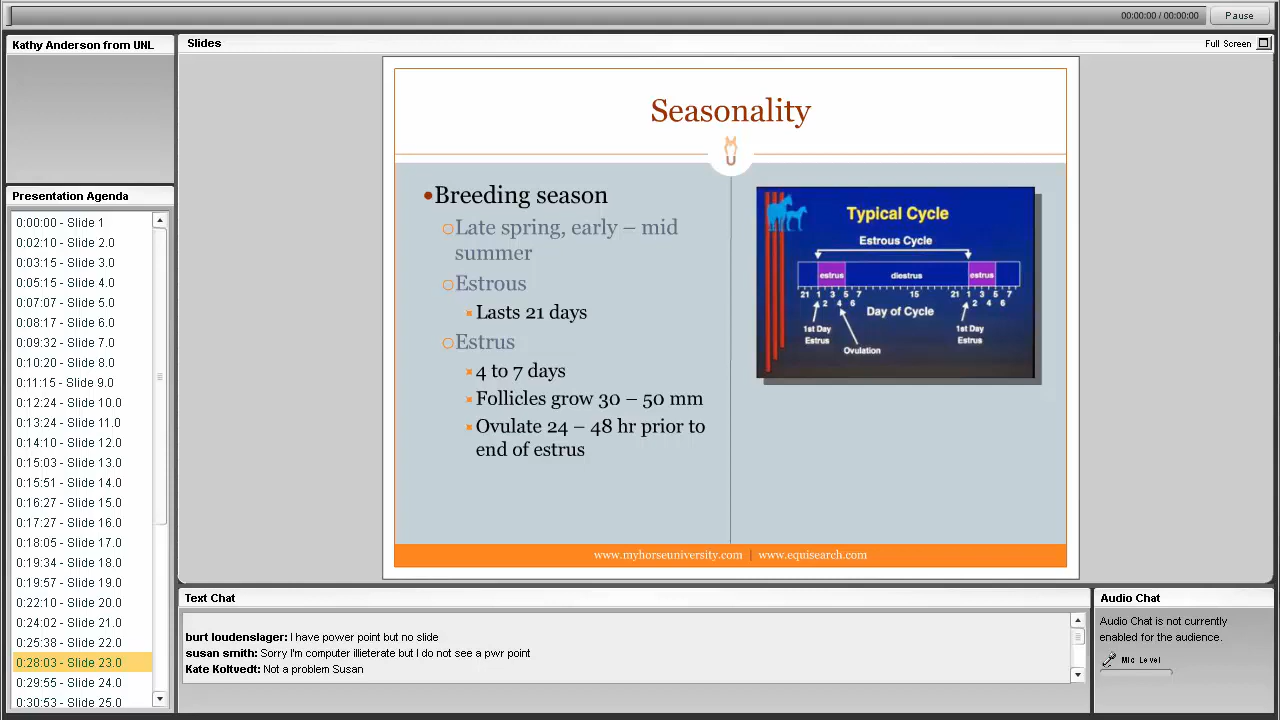 00:00:00 / 00:00:00
Pause
Kathy Anderson from UNL
Slides
Full Screen
Seasonality
•Breeding season
Late spring, early – mid
summer
Estrous
Lasts 21 days
Estrus
4 to 7 days
Follicles grow 30 – 50 mm
Ovulate 24 – 48 hr prior to
end of estrus
Typical Cycle
Estrous Cycle
estrus
diestrus
estrus
21 1 3 5 7 15 21 1 3 5 7
2 4 6 2 4 6
Day of Cycle
1st Day
Estrus
Ovulation
1st Day
Estrus
www.myhorseuniversity.com | www.equisearch.com
Presentation Agenda
0:00:00 - Slide 1
0:02:10 - Slide 2.0
0:03:15 - Slide 3.0
0:05:15 - Slide 4.0
0:07:07 - Slide 5.0
0:08:17 - Slide 6.0
0:09:32 - Slide 7.0
0:10:20 - Slide 8.0
0:11:15 - Slide 9.0
0:12:24 - Slide 10.0
0:13:24 - Slide 11.0
0:14:10 - Slide 12.0
0:15:03 - Slide 13.0
0:15:51 - Slide 14.0
0:16:27 - Slide 15.0
0:17:27 - Slide 16.0
0:18:05 - Slide 17.0
0:19:34 - Slide 18.0
0:19:57 - Slide 19.0
0:22:10 - Slide 20.0
0:24:02 - Slide 21.0
0:25:38 - Slide 22.0
0:28:03 - Slide 23.0
0:29:55 - Slide 24.0
0:30:53 - Slide 25.0
Text Chat
burt loudenslager: I have power point but no slide
susan smith: Sorry I'm computer illieterate but I do not see a pwr point
Kate Koltvedt: Not a problem Susan
Audio Chat
Audio Chat is not currently
enabled for the audience.
Mic Level